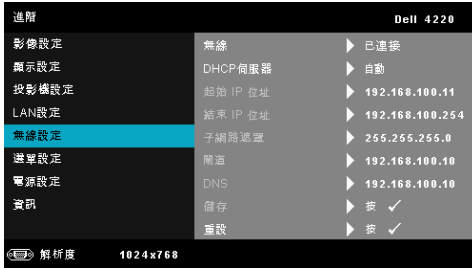 進階 Dell 4220
影像設定
顯示設定
投影機設定
LAN設定
無線設定
選單設定
電源設定
資訊
無線 已連接
DHCP伺服器 自動
起始 IP 位址 192.168.100.11
結束 IP 位址 192.168.100.254
子網路遮罩 255.255.255.0
閘道 192.168.100.10
DNS 192.168.100.10
儲存 按 ✓
重設 按 ✓
解析度 1024x768